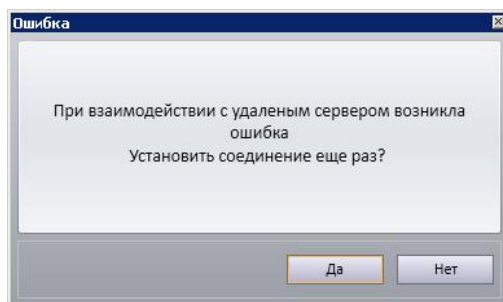 Ошибка
При взаимодействии с удаленым сервером возникла
ошибка
Установить соединение еще раз?
Да
Нет